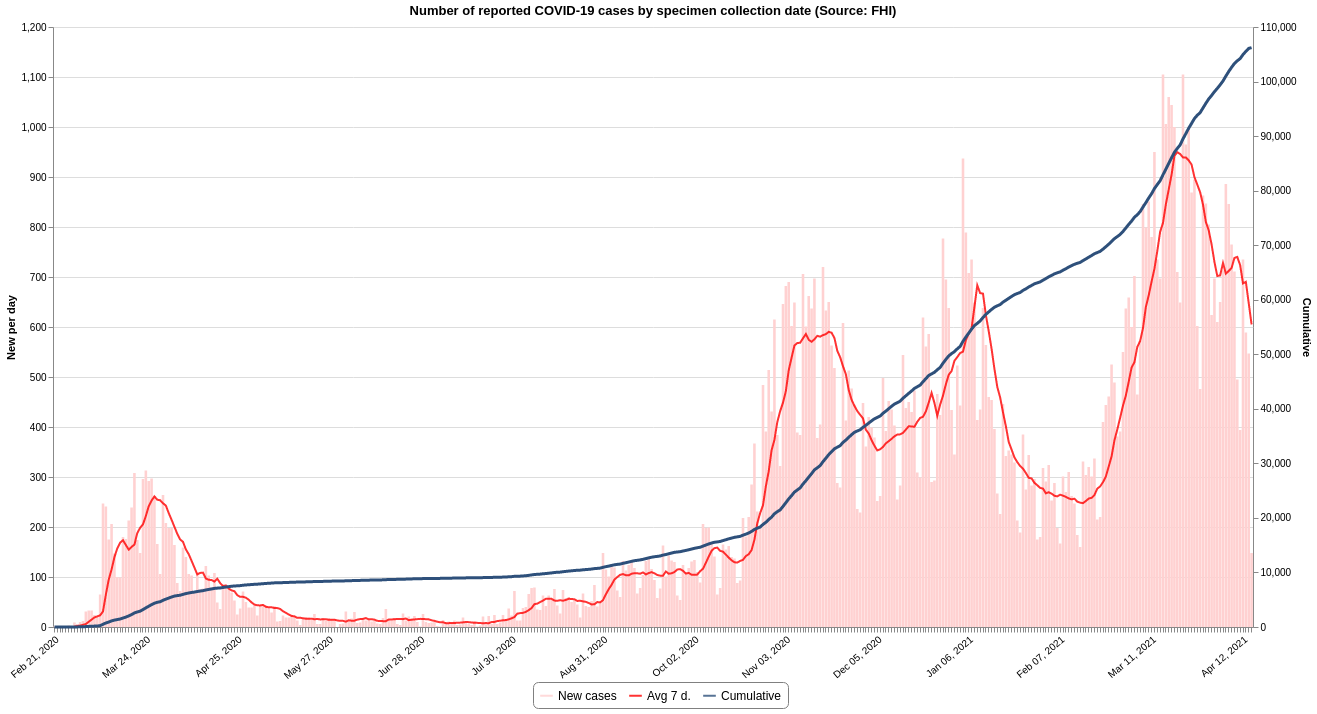 Number of reported COVID-19 cases by specimen collection date (Source: FHI)
1,200
1,100
1,000
900
800
700
600
500
400
300
200
100
0
New per day
110,000
100,000
90,000
80,000
70,000
60,000
50,000
40,000
30,000
20,000
10,000
0
Cumulative
Feb 21, 2020
Mar 24, 2020
Apr 25, 2020
May 27, 2020
Jun 28, 2020
Jul 30, 2020
Aug 31, 2020
Oct 02, 2020
Nov 03, 2020
Dec 05, 2020
Jan 06, 2021
Feb 07, 2021
Mar 11, 2021
Apr 12, 2021
New cases Avg 7 d. Cumulative